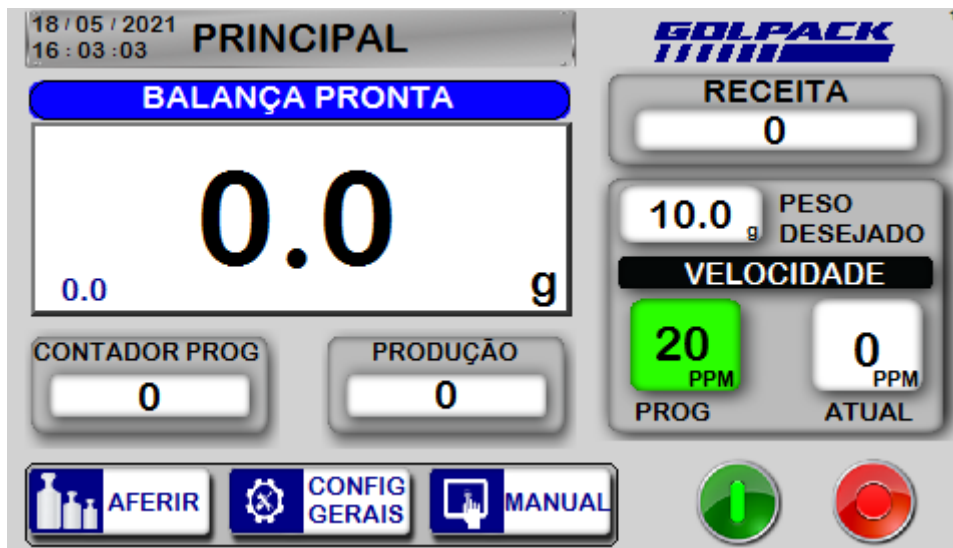 18 / 05 / 2021
16 : 03 : 03
PRINCIPAL
GOLPACK
BALANÇA PRONTA
0.0
0.0
g
RECEITA
0
10.0 g
PESO
DESEJADO
VELOCIDADE
20
PPM
PROG
0
PPM
ATUAL
CONTADOR PROG
0
PRODUÇÃO
0
AFERIR
CONFIG
GERAIS
MANUAL